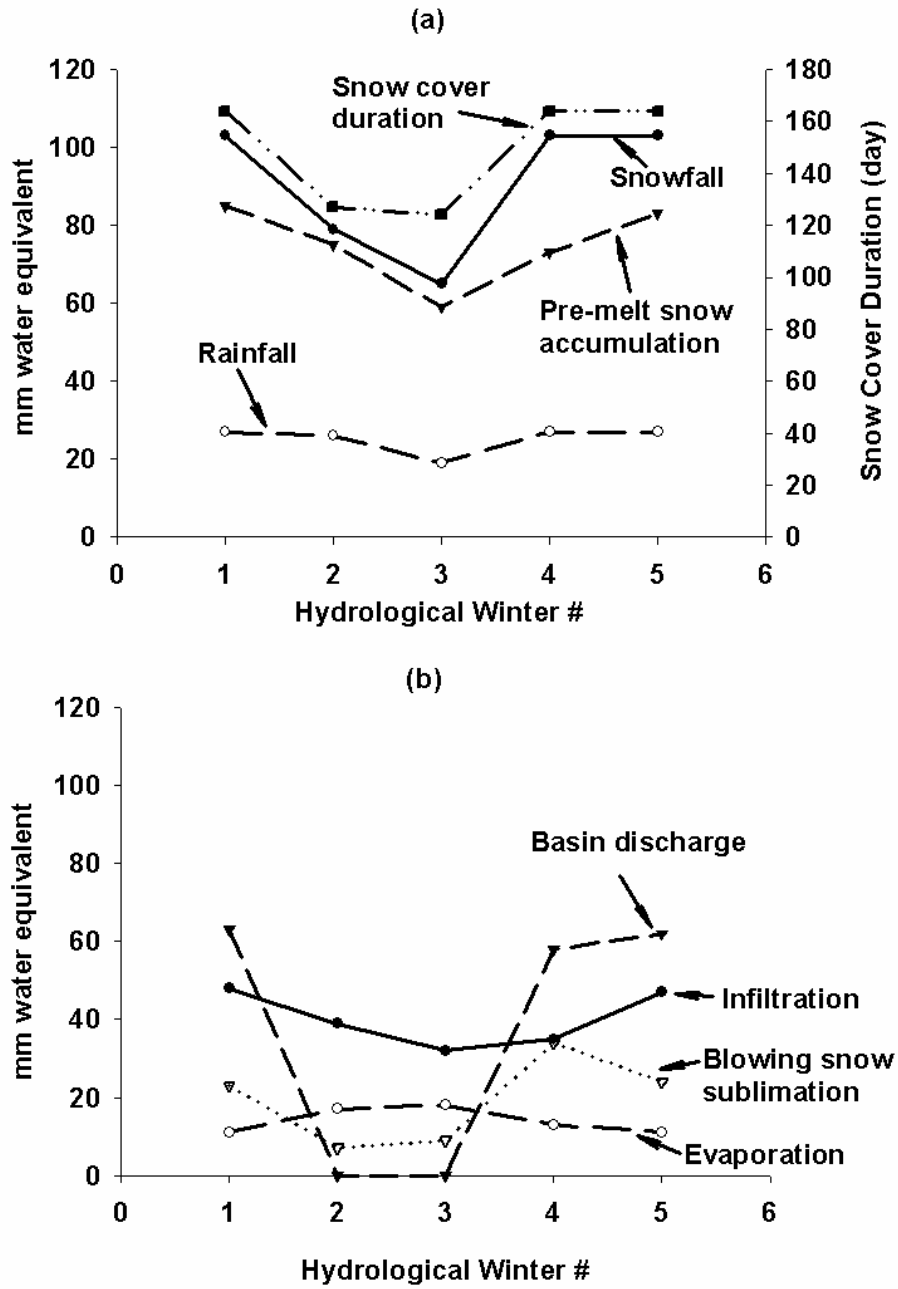 (a)
120
100
80
60
40
20
0
mm water equivalent
180
160
140
120
100
80
60
40
20
0
Snow Cover Duration (day)
Snow cover
duration
Snowfall
Pre-melt snow
accumulation
Rainfall
0 1 2 3 4 5 6
Hydrological Winter #
(b)
120
100
80
60
40
20
0
mm water equivalent
Basin discharge
Infiltration
Blowing snow
sublimation
Evaporation
0 1 2 3 4 5 6
Hydrological Winter #